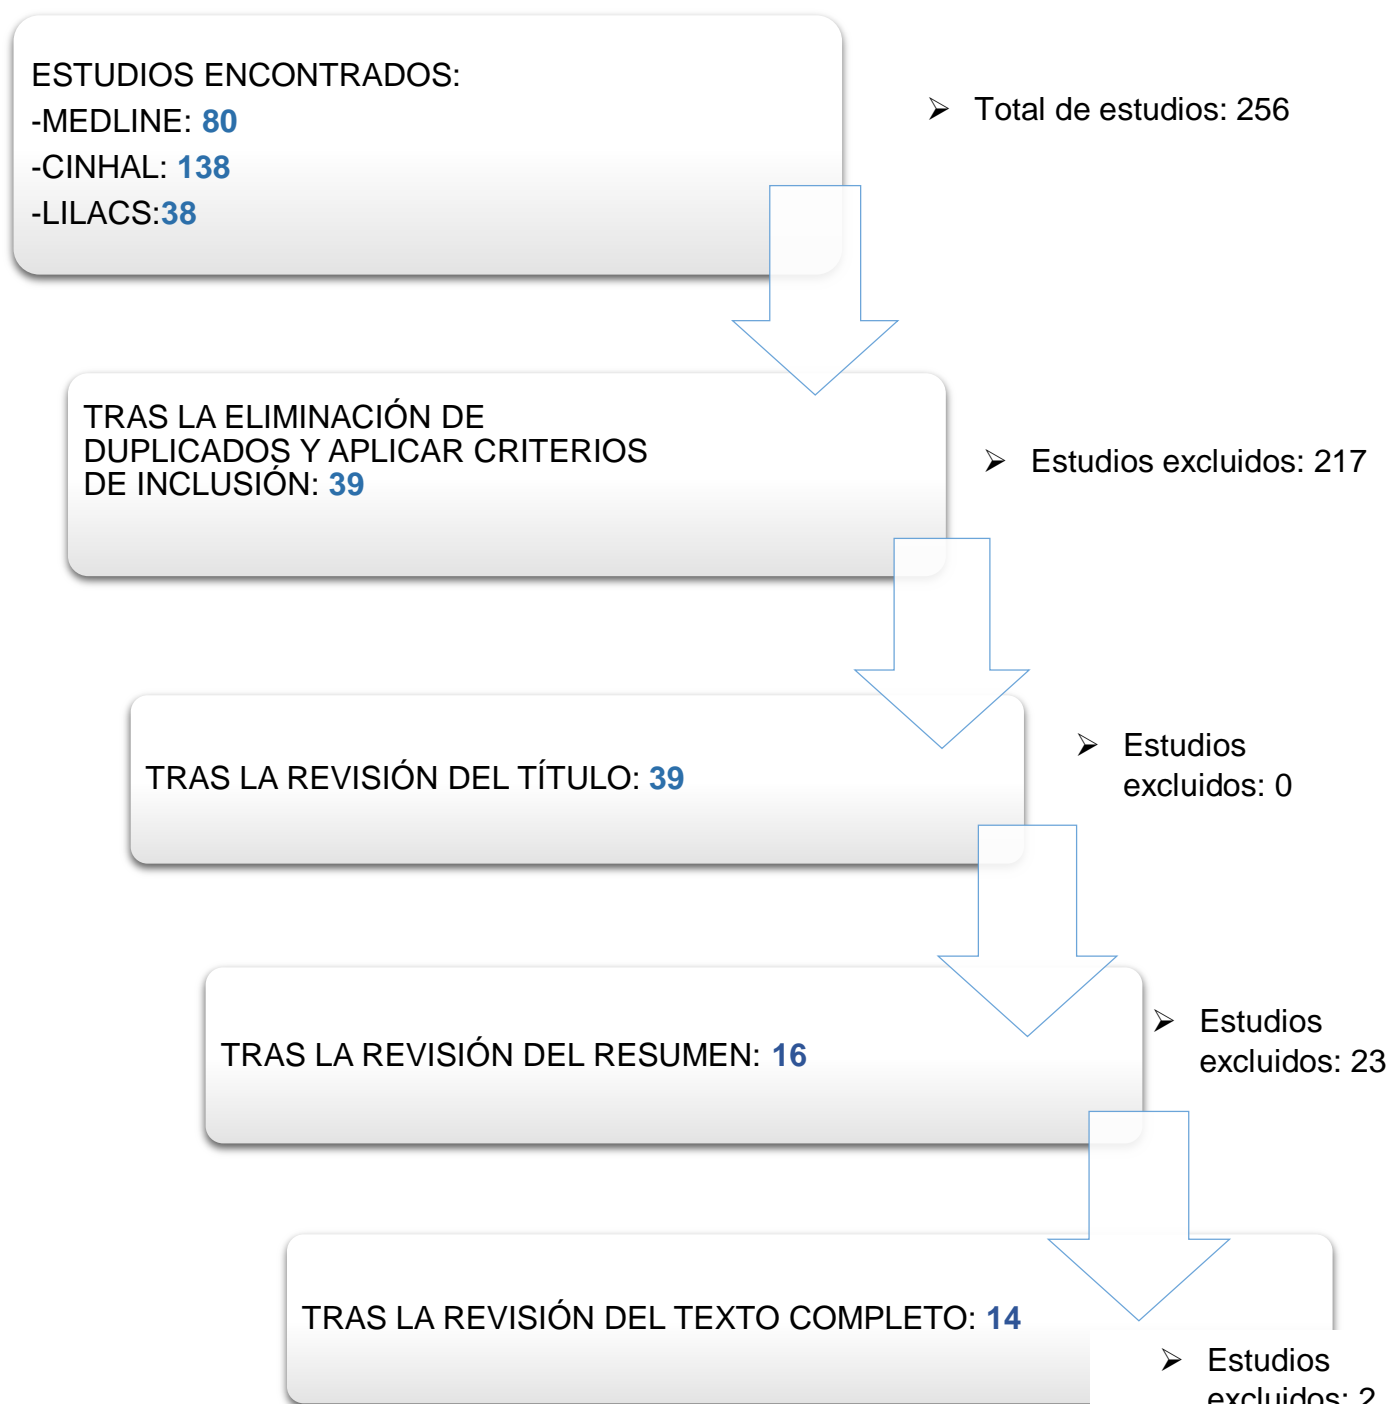 ESTUDIOS ENCONTRADOS:
-MEDLINE: 80
-CINHAL: 138
-LILACS:38
➢ Total de estudios: 256
TRAS LA ELIMINACIÓN DE
DUPLICADOS Y APLICAR CRITERIOS
DE INCLUSIÓN: 39
➢ Estudios excluidos: 217
TRAS LA REVISIÓN DEL TÍTULO: 39
➢ Estudios
excluidos: 0
TRAS LA REVISIÓN DEL RESUMEN: 16
➢ Estudios
excluidos: 23
TRAS LA REVISIÓN DEL TEXTO COMPLETO: 14
➢ Estudios
excluidos: 2